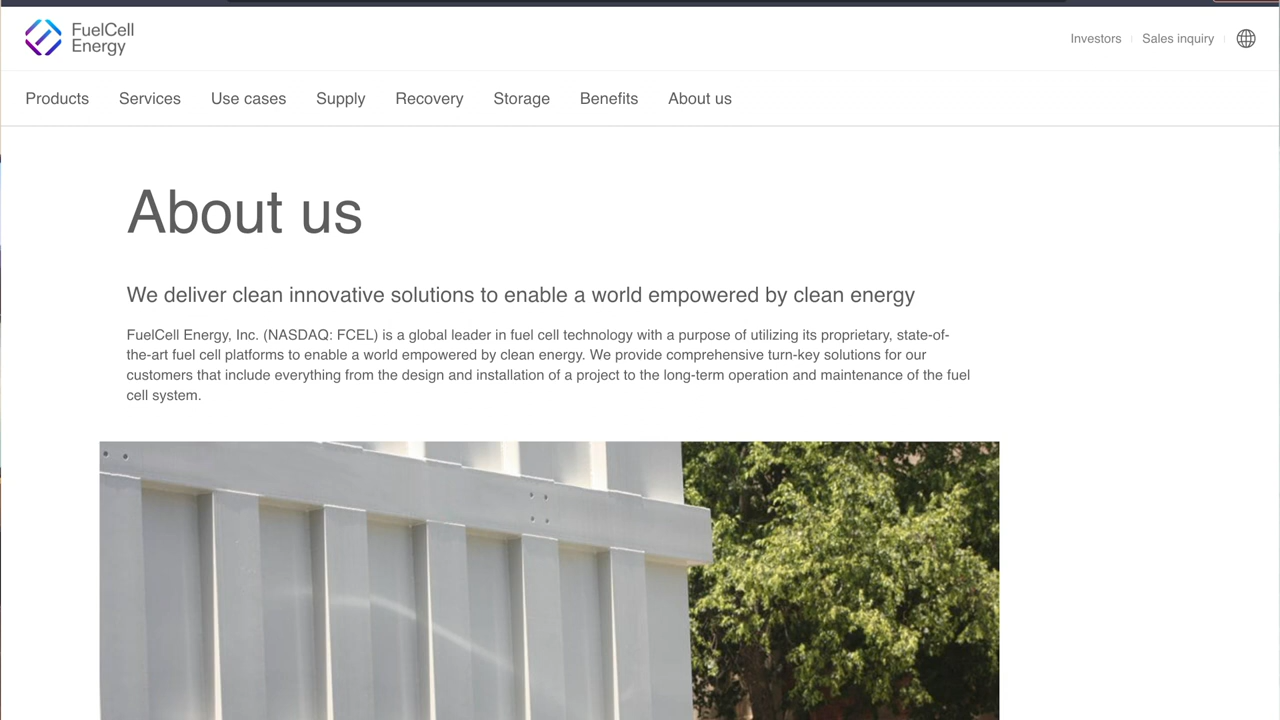 FuelCell
Energy
Investors
Sales inquiry
Products
Services
Use cases
Supply
Recovery
Storage
Benefits
About us
About us
We deliver clean innovative solutions to enable a world empowered by clean energy
FuelCell Energy, Inc. (NASDAQ: FCEL) is a global leader in fuel cell technology with a purpose of utilizing its proprietary, state-of-
the-art fuel cell platforms to enable a world empowered by clean energy. We provide comprehensive turn-key solutions for our
customers that include everything from the design and installation of a project to the long-term operation and maintenance of the fuel
cell system.